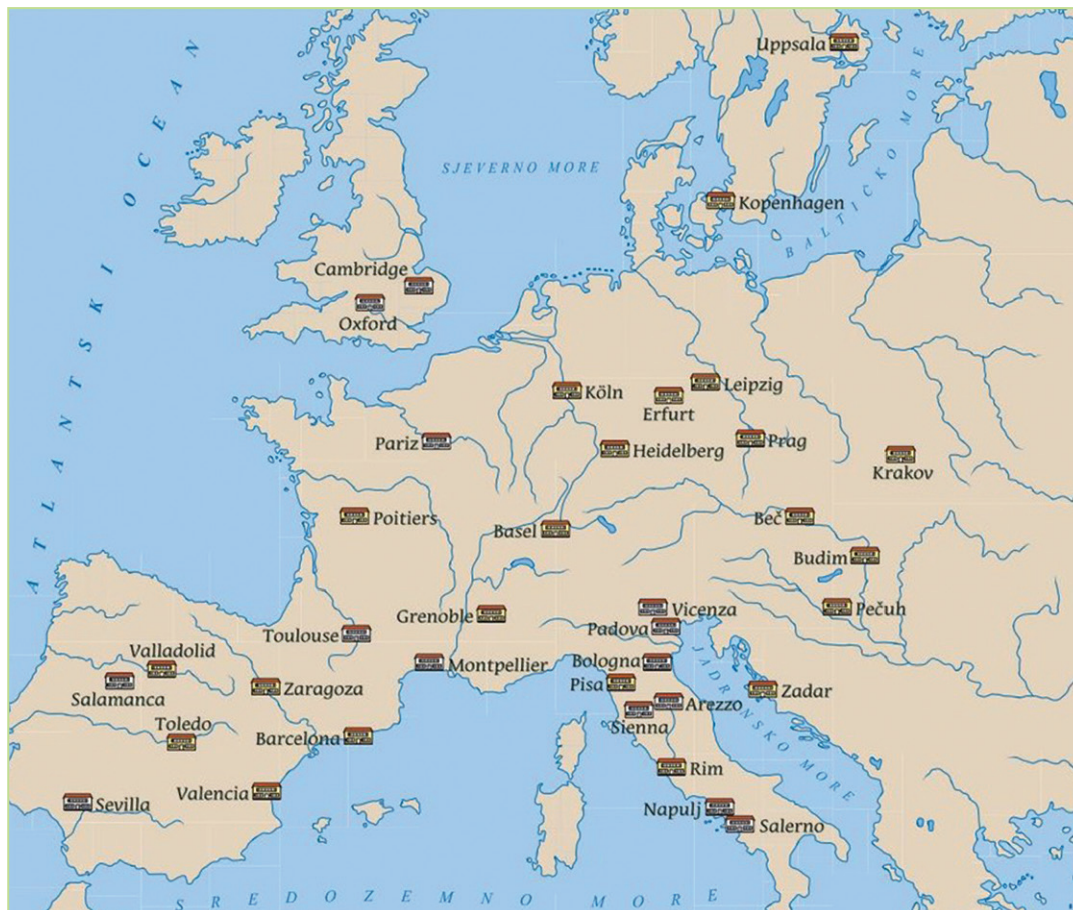 Uppsala
ATLANTSKI OCEAN
SJEVERNO MORE
BALTIČKO MORE
Kopenhagen
Cambridge
Oxford
Köln
Leipzig
Erfurt
Pariz
Heidelberg
Prag
Krakov
Poitiers
Basel
Beč
Budim
Grenoble
Vicenza
Pečuh
Toulouse
Padova
Valladolid
Montpellier
Bologna
JADRANSKO MORE
Salamanca
Zaragoza
Pisa
Zadar
Arezzo
Sienna
Toledo
Barcelona
Rim
Valencia
Sevilla
Napulj
Salerno
SREDOZEMNO MORE